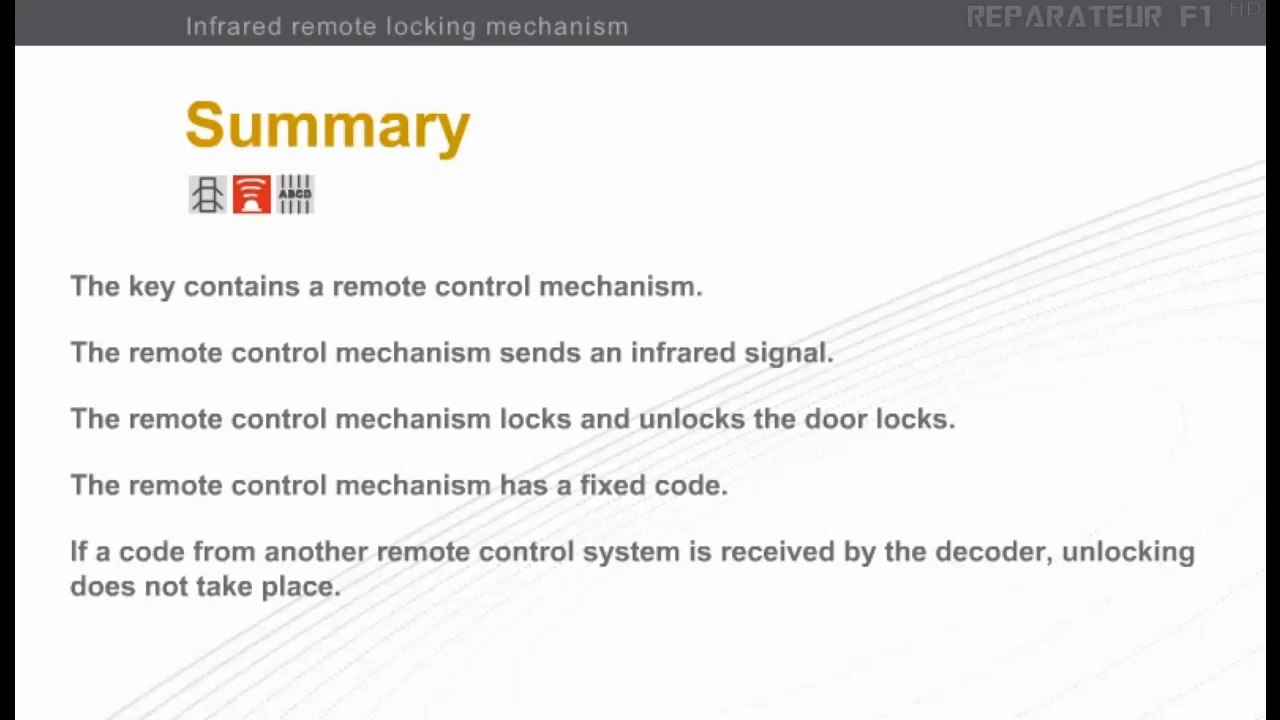 Infrared remote locking mechanism
REPARATEUR F1 HD
Summary
ABCD
The key contains a remote control mechanism.
The remote control mechanism sends an infrared signal.
The remote control mechanism locks and unlocks the door locks.
The remote control mechanism has a fixed code.
If a code from another remote control system is received by the decoder, unlocking
does not take place.